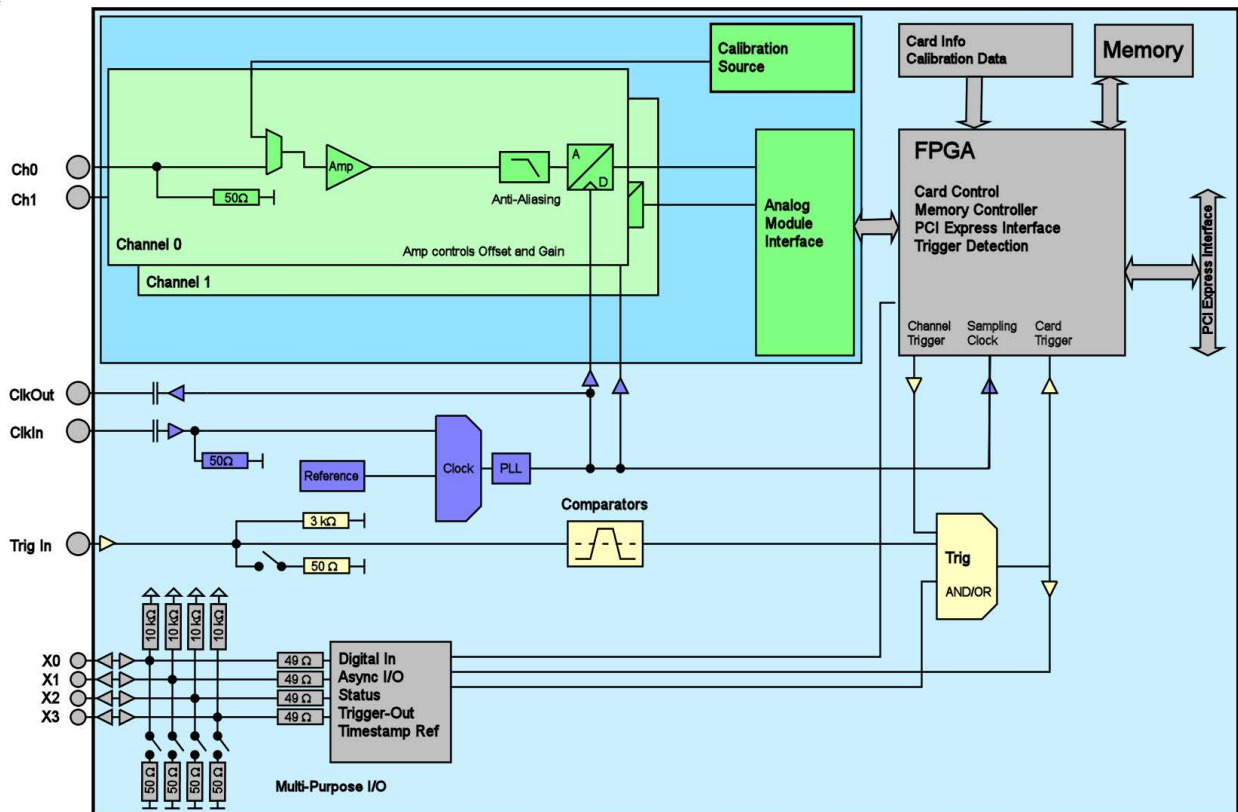 Calibration
Source
Card Info
Calibration Data
Memory
Ch0
Ch1
Amp
50Ω
Anti-Aliasing
A
D
Channel 0
Amp controls Offset and Gain
Channel 1
Analog
Module
Interface
FPGA
Card Control
Memory Controller
PCI Express Interface
Trigger Detection
Channel
Trigger
Sampling
Clock
Card
Trigger
PCI Express Interface
ClkOut
ClkIn
50Ω
Reference
Clock
PLL
Comparators
Trig In
3 kΩ
50 Ω
Trig
AND/OR
10 kΩ
10 kΩ
10 kΩ
10 kΩ
X0
X1
X2
X3
49 Ω
49 Ω
49 Ω
49 Ω
Digital In
Async I/O
Status
Trigger-Out
Timestamp Ref
50 Ω
50 Ω
50 Ω
50 Ω
Multi-Purpose I/O